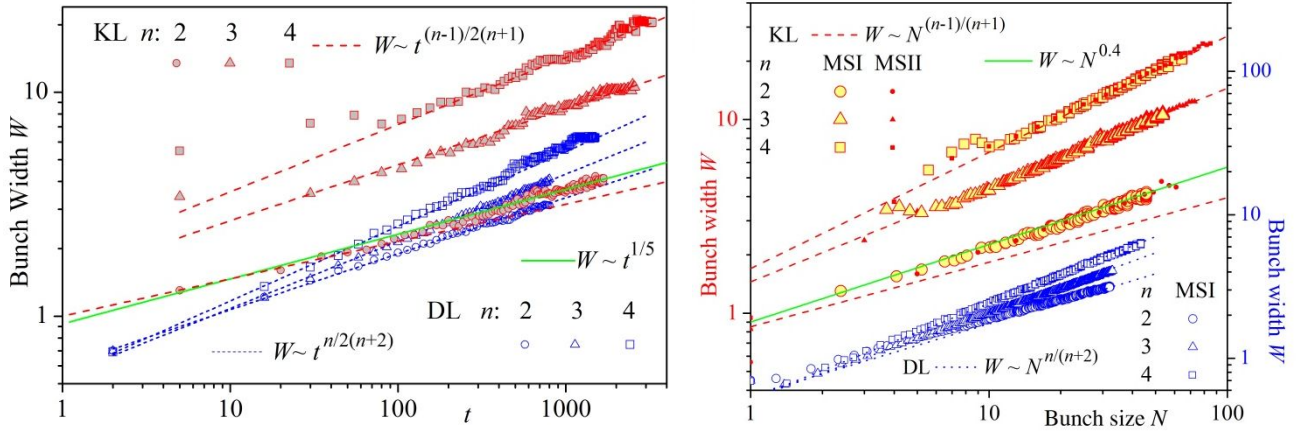 KL n: 2 3 4
W~ t^(n-1)/2(n+1)
10
1
Bunch Width W
W~ t^1/5
DL n: 2 3 4
W~ t^n/2(n+2)
1 10 100 1000
t
KL W~ N^(n-1)/(n+1)
W~ N^0.4
n MSI MSII
2
3
4
10
1
Bunch width W
100
10
1
Bunch width W
n MSI
2
3
4
DL W~ N^n/(n+2)
1 10 100
Bunch size N